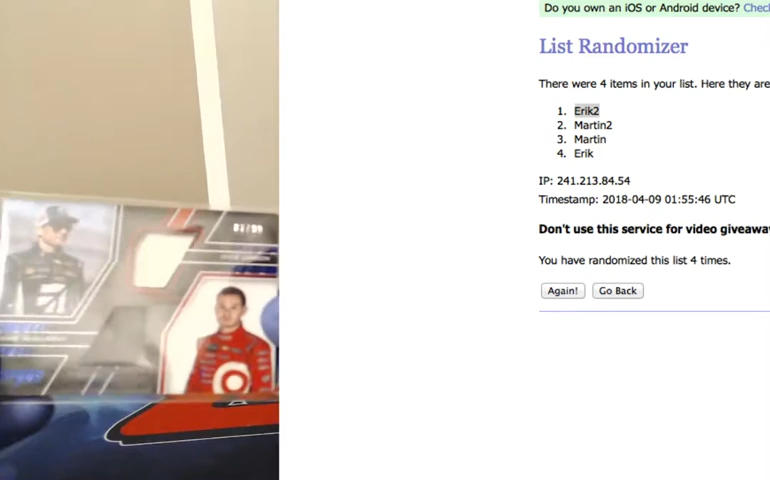 Do you own an iOS or Android device? Check
List Randomizer
There were 4 items in your list. Here they are
1. Erik2
2. Martin2
3. Martin
4. Erik
IP: 241.213.84.54
Timestamp: 2018-04-09 01:55:46 UTC
Don't use this service for video giveawa
You have randomized this list 4 times.
Again! Go Back